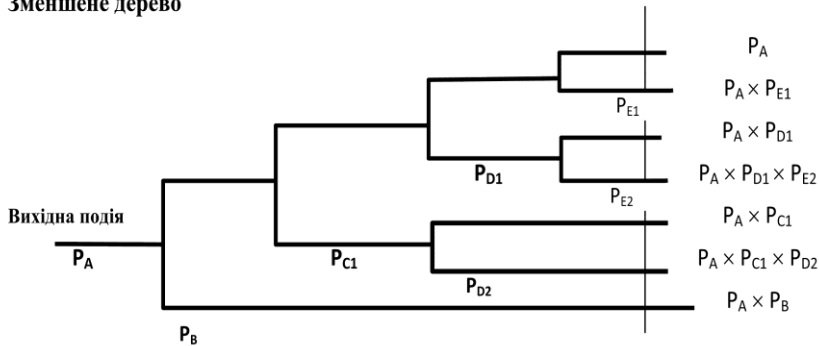 Зменшене дерево
P_A
P_A × P_E1
P_E1
P_A × P_D1
P_D1
P_A × P_D1 × P_E2
P_E2
Вихідна подія
P_A × P_C1
P_A
P_C1
P_A × P_C1 × P_D2
P_D2
P_A × P_B
P_B